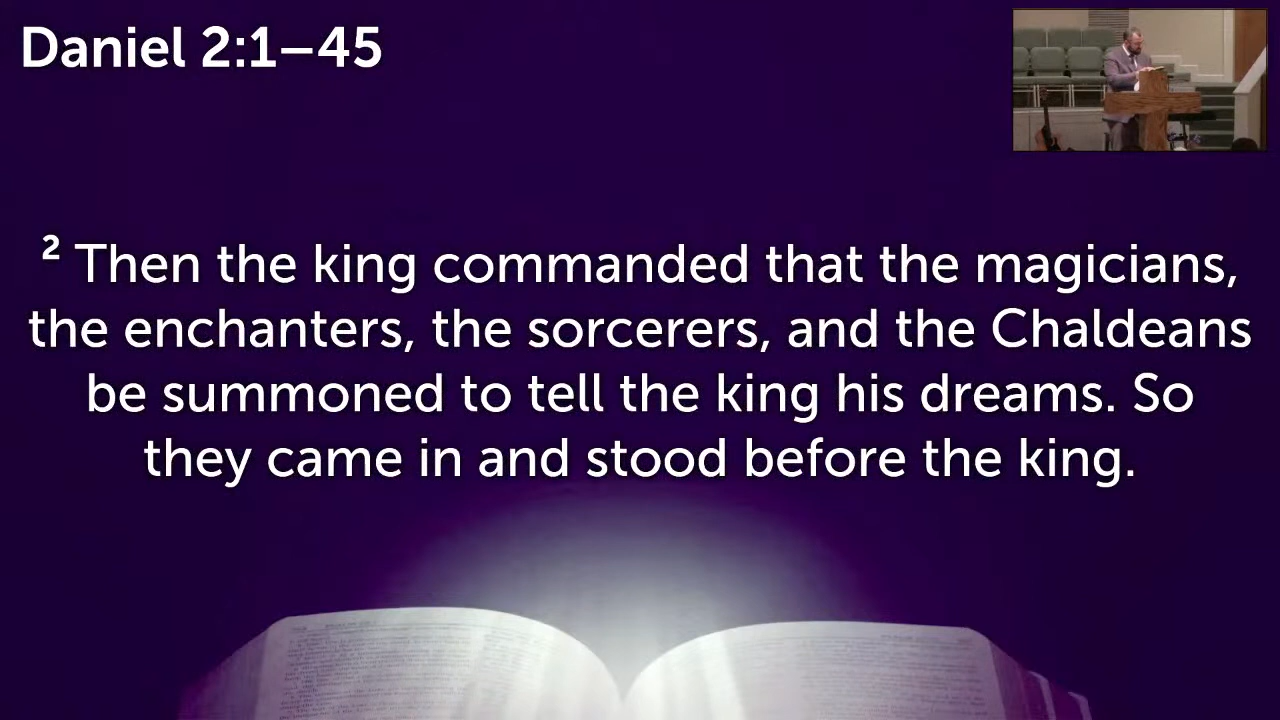 Daniel 2:1–45
² Then the king commanded that the magicians,
the enchanters, the sorcerers, and the Chaldeans
be summoned to tell the king his dreams. So
they came in and stood before the king.